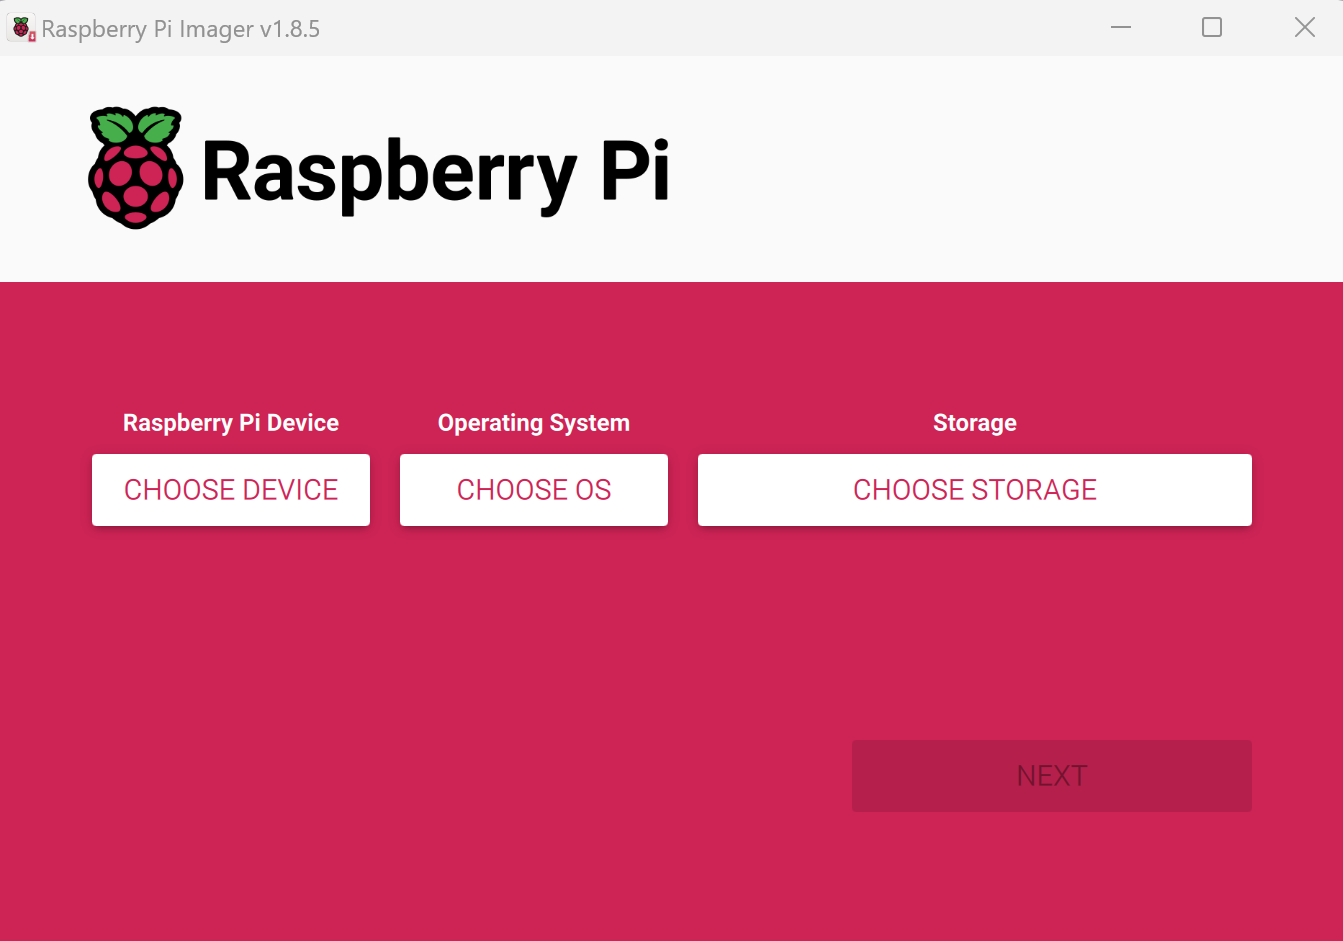 Raspberry Pi Imager v1.8.5
Raspberry Pi
Raspberry Pi Device
Operating System
Storage
CHOOSE DEVICE
CHOOSE OS
CHOOSE STORAGE
NEXT